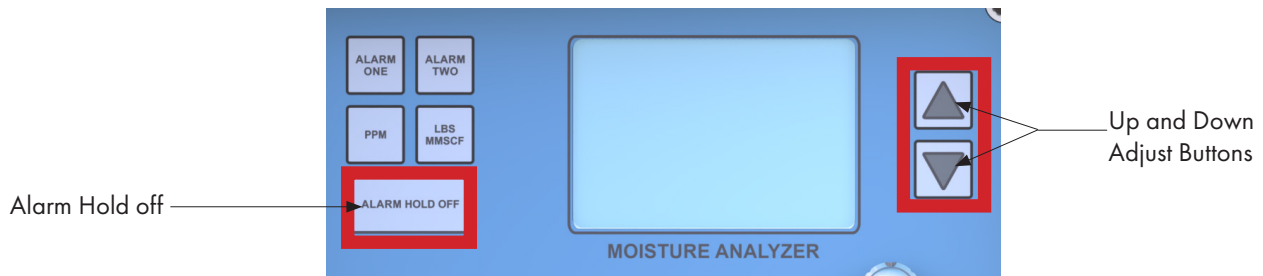 ALARM
ONE
ALARM
TWO
PPM
LBS
MMSCF
ALARM HOLD OFF
Alarm Hold off
MOISTURE ANALYZER
Up and Down
Adjust Buttons